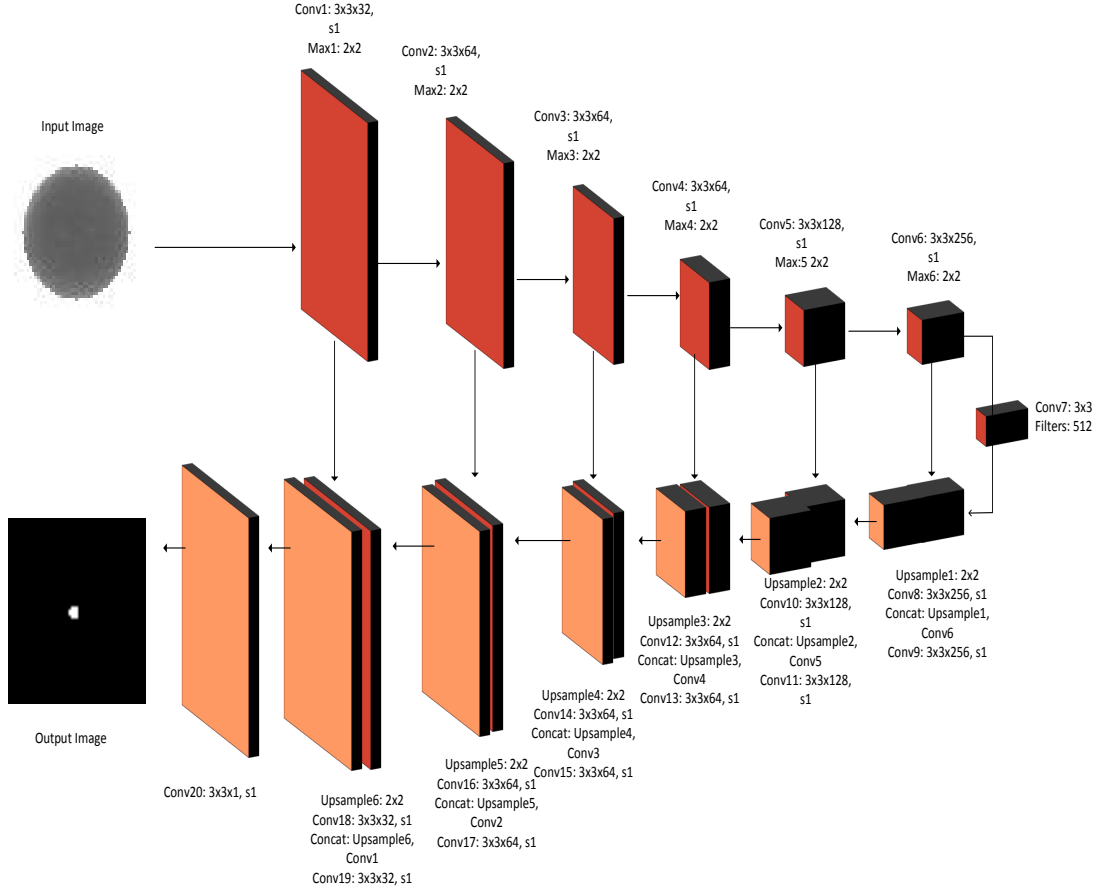 Conv1: 3x3x32,
s1
Max1: 2x2
Conv2: 3x3x64,
s1
Max2: 2x2
Conv3: 3x3x64,
s1
Max3: 2x2
Input Image
Conv4: 3x3x64,
s1
Max4: 2x2
Conv5: 3x3x128,
s1
Max:5 2x2
Conv6: 3x3x256,
s1
Max6: 2x2
Conv7: 3x3
Filters: 512
Upsample1: 2x2
Conv8: 3x3x256, s1
Concat: Upsample1,
Conv6
Conv9: 3x3x256, s1
Upsample2: 2x2
Conv10: 3x3x128,
s1
Concat: Upsample2,
Conv5
Conv11: 3x3x128,
s1
Upsample3: 2x2
Conv12: 3x3x64, s1
Concat: Upsample3,
Conv4
Conv13: 3x3x64, s1
Upsample4: 2x2
Conv14: 3x3x64, s1
Concat: Upsample4,
Conv3
Conv15: 3x3x64, s1
Upsample5: 2x2
Conv16: 3x3x64, s1
Concat: Upsample5,
Conv2
Conv17: 3x3x64, s1
Upsample6: 2x2
Conv18: 3x3x32, s1
Concat: Upsample6,
Conv1
Conv19: 3x3x32, s1
Conv20: 3x3x1, s1
Output Image